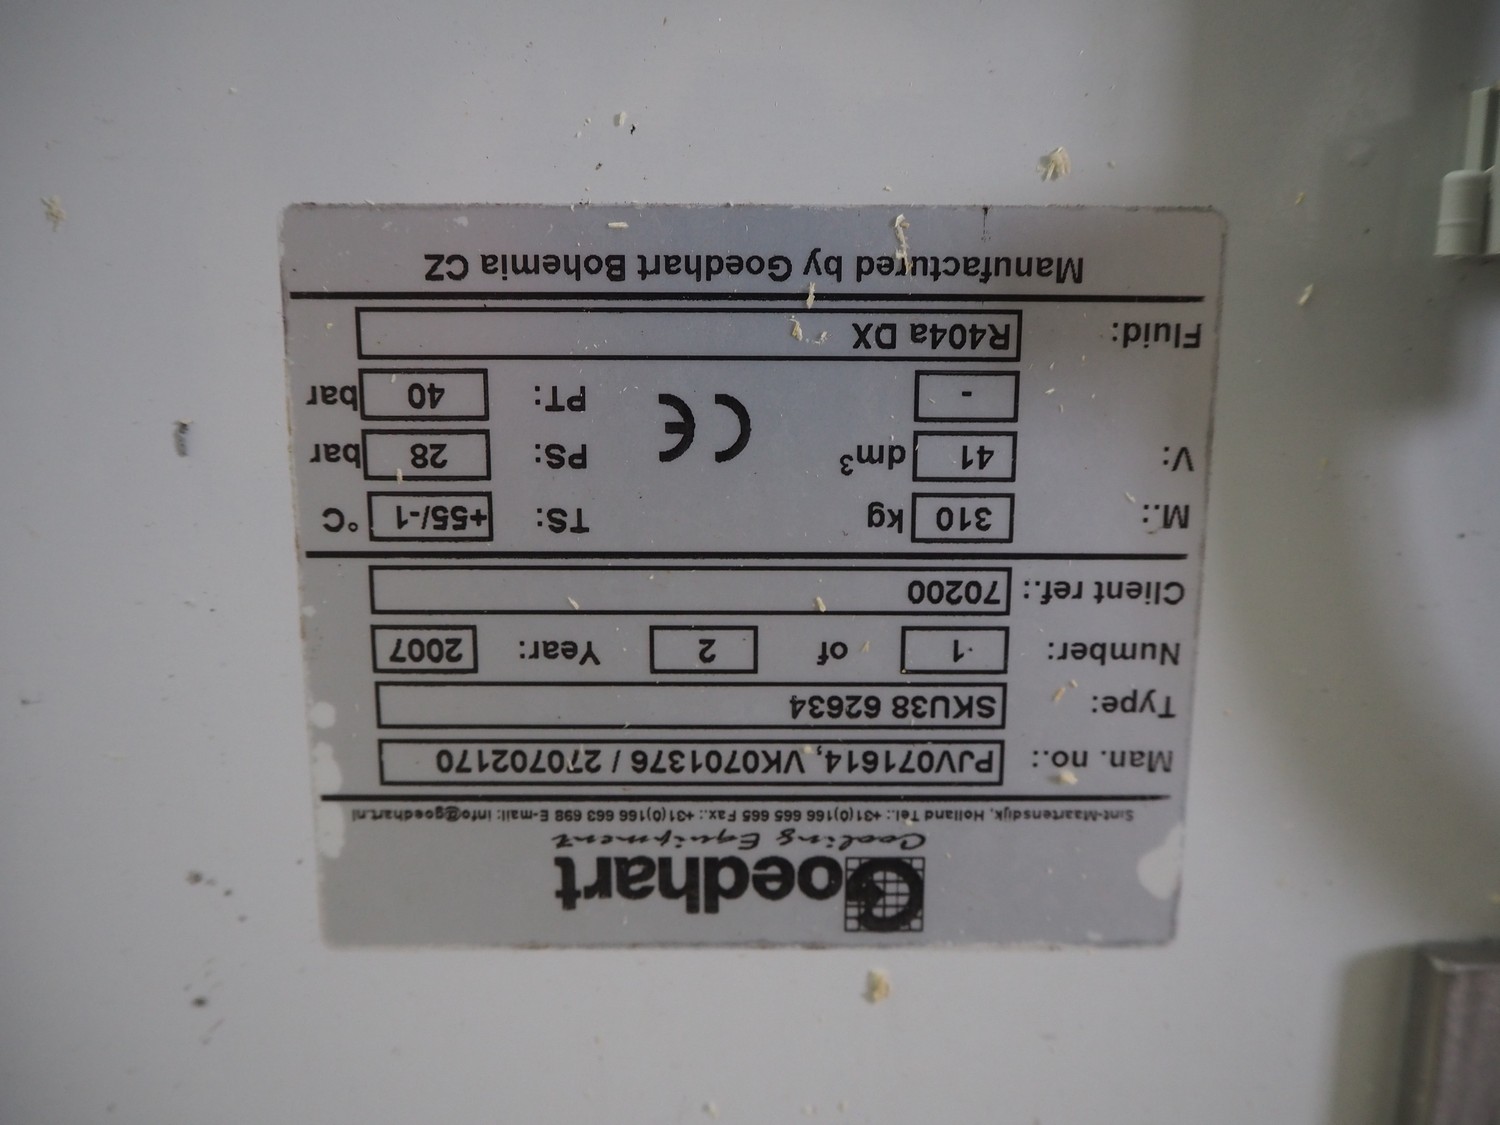 Goedhart
Cooling Equipment
Sint-Maartensdijk, Holland Tel.: +31(0)166 665 665 Fax.: +31(0)166 663 698 E-mail: info@goedhart.nl
Man. no.: PJV071614, VK0701376 / 270702170
Type: SKU38 62634
Number: 1 of 2 Year: 2007
Client ref.: 70200
M.: 310 kg TS: +55/-1 °C
V: 41 dm³ PS: 28 bar
- CE PT: 40 bar
Fluid: R404a DX
Manufactured by Goedhart Bohemia CZ